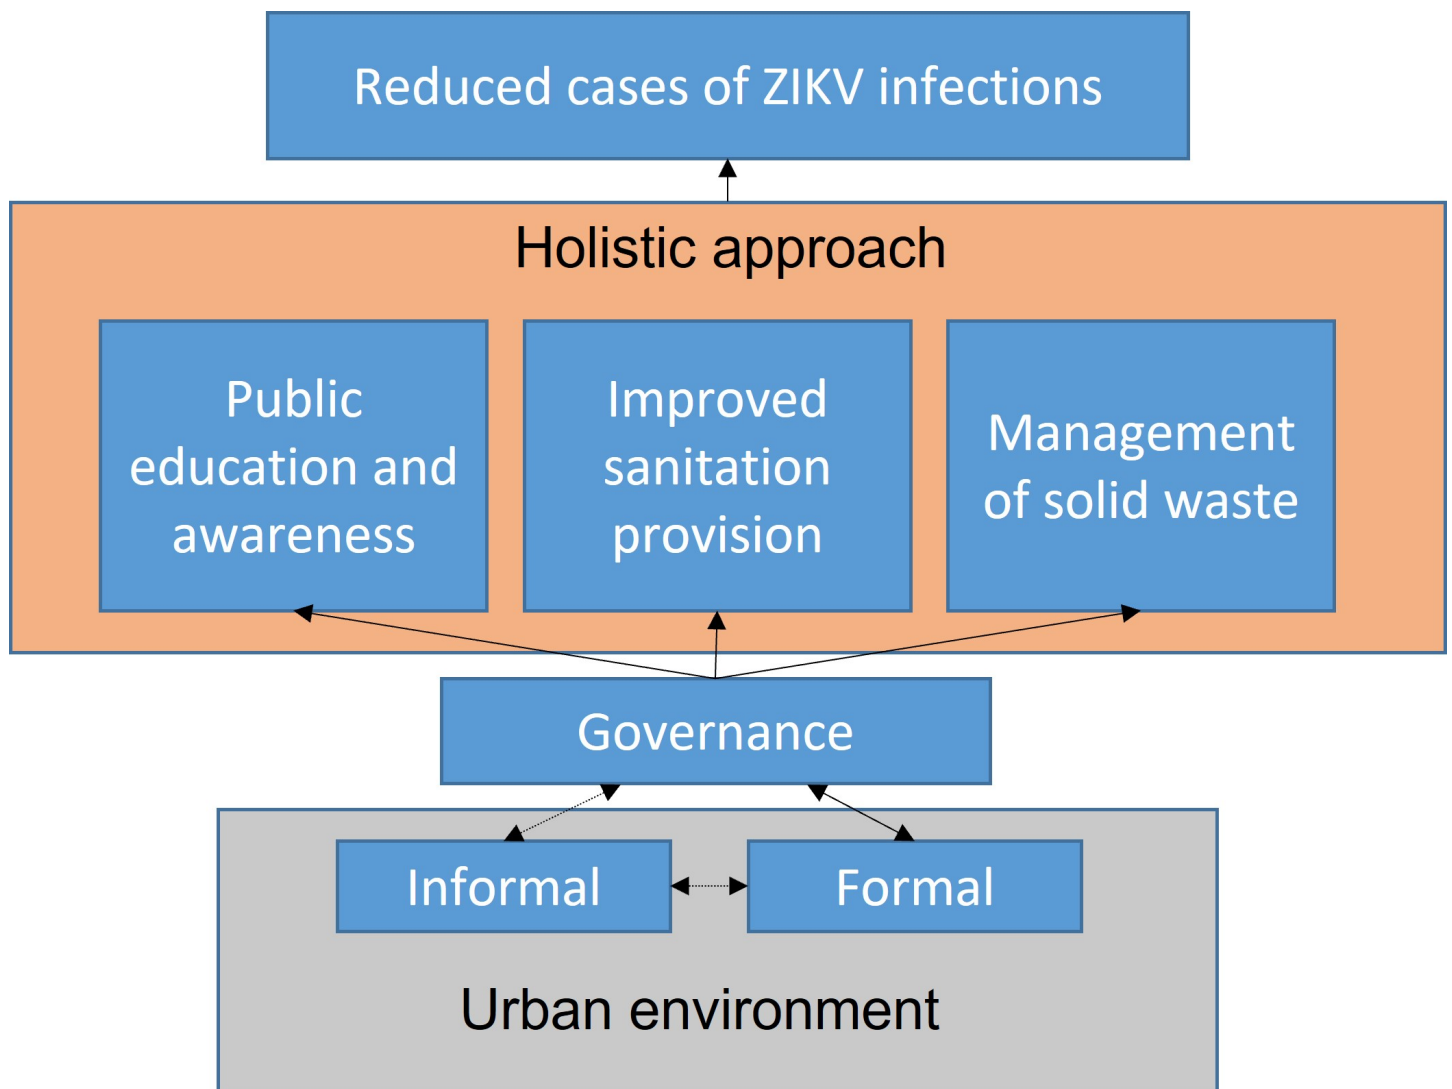 Reduced cases of ZIKV infections
Holistic approach
Public
education and
awareness
Improved
sanitation
provision
Management
of solid waste
Governance
Informal
Formal
Urban environment